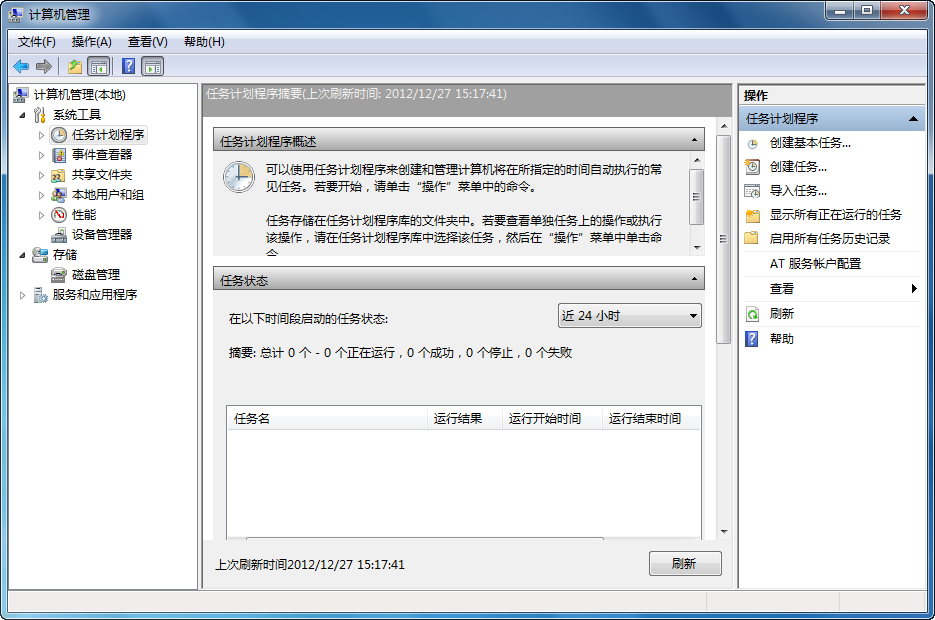 计算机管理
文件(F) 操作(A) 查看(V) 帮助(H)
计算机管理(本地)
系统工具
任务计划程序
事件查看器
共享文件夹
本地用户和组
性能
设备管理器
存储
磁盘管理
服务和应用程序
任务计划程序摘要(上次刷新时间: 2012/12/27 15:17:41)
任务计划程序概述
可以使用任务计划程序来创建和管理计算机将在所指定的时间自动执行的常
见任务。若要开始，请单击“操作”菜单中的命令。
任务存储在任务计划程序库的文件夹中。若要查看单独任务上的操作或执行
该操作，请在任务计划程序库中选择该任务，然后在“操作”菜单中单击命
令
任务状态
在以下时间段启动的任务状态:
近 24 小时
摘要: 总计 0 个 - 0 个正在运行，0 个成功，0 个停止，0 个失败
任务名 运行结果 运行开始时间 运行结束时间
上次刷新时间2012/12/27 15:17:41
刷新
操作
任务计划程序
创建基本任务...
创建任务...
导入任务...
显示所有正在运行的任务
启用所有任务历史记录
AT 服务帐户配置
查看
刷新
帮助